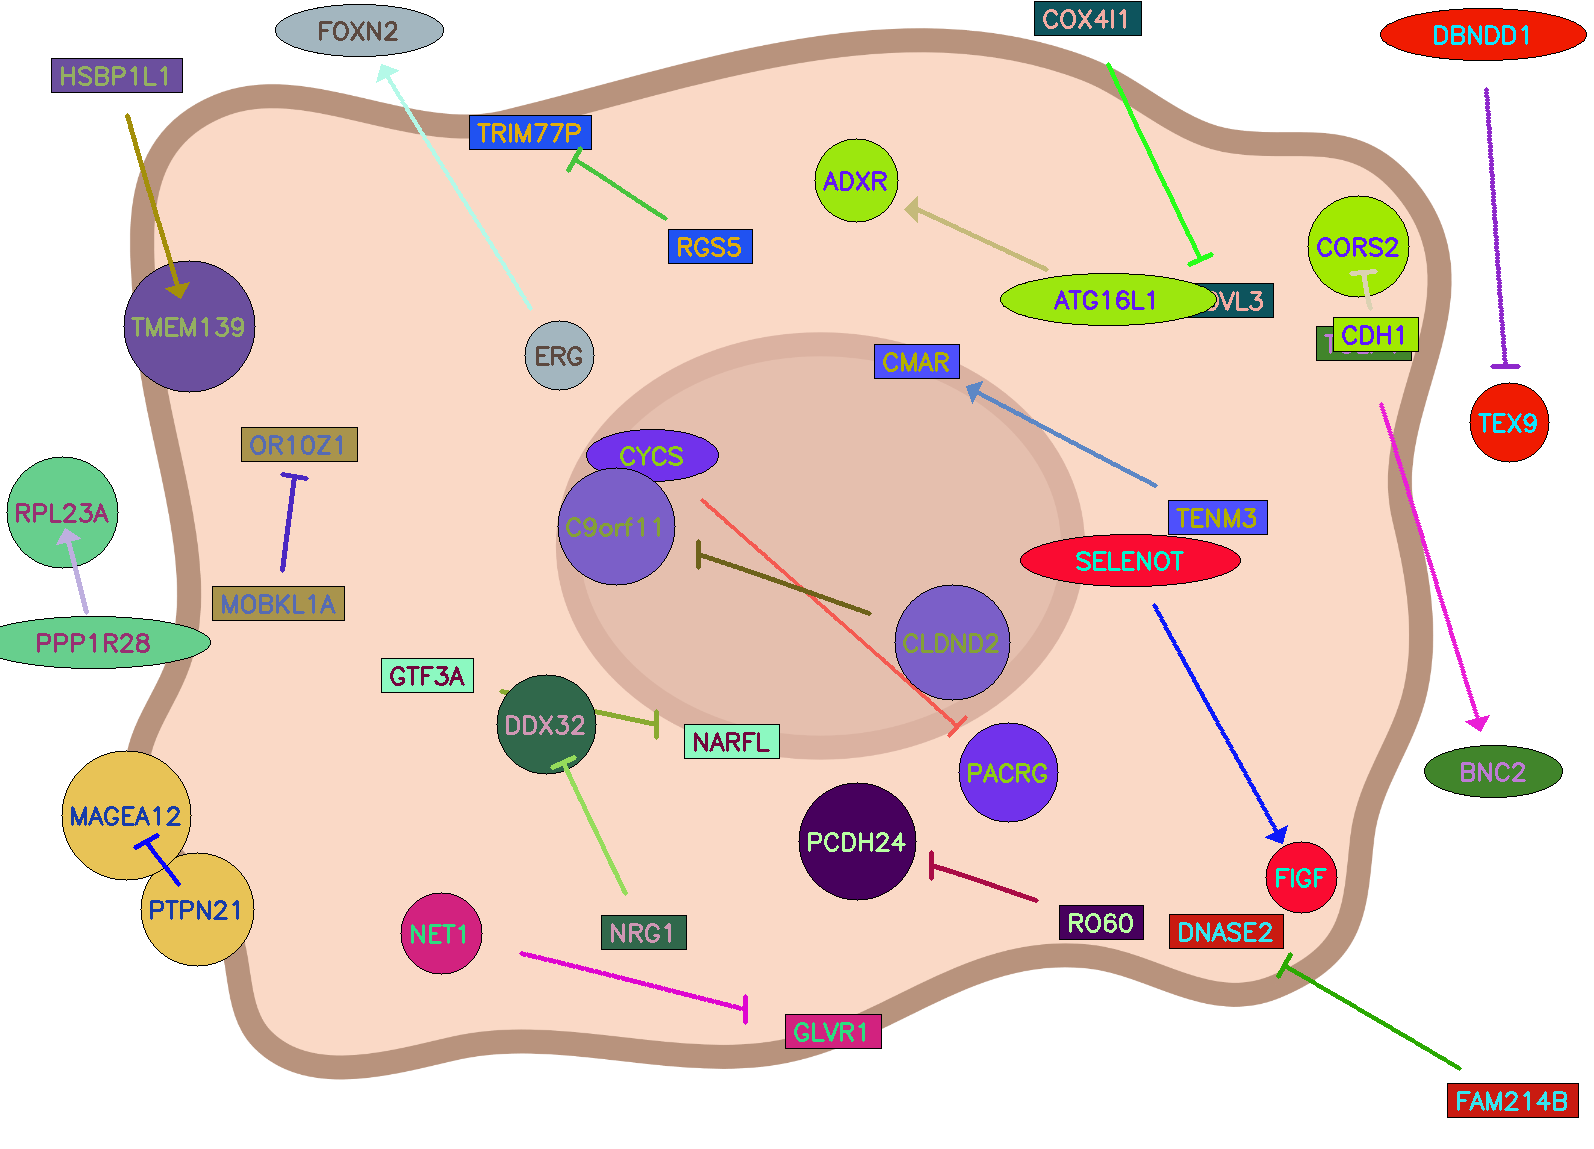 COX4I1
FOXN2
DBNDD1
HSBP1L1
TRIM77P
ADXR
RGS5
CORS2
ATG16L1
TMEM139
CDH1
ERG
CMAR
TEX9
OR10Z1
CYCS
RPL23A
TENM3
C9orf11
SELENOT
MOBKL1A
PPP1R28
CLDND2
GTF3A
DDX32
NARFL
PACRG
BNC2
MAGEA12
PCDH24
FIGF
PTPN21
RO60
DNASE2
NET1
NRG1
GLVR1
FAM214B